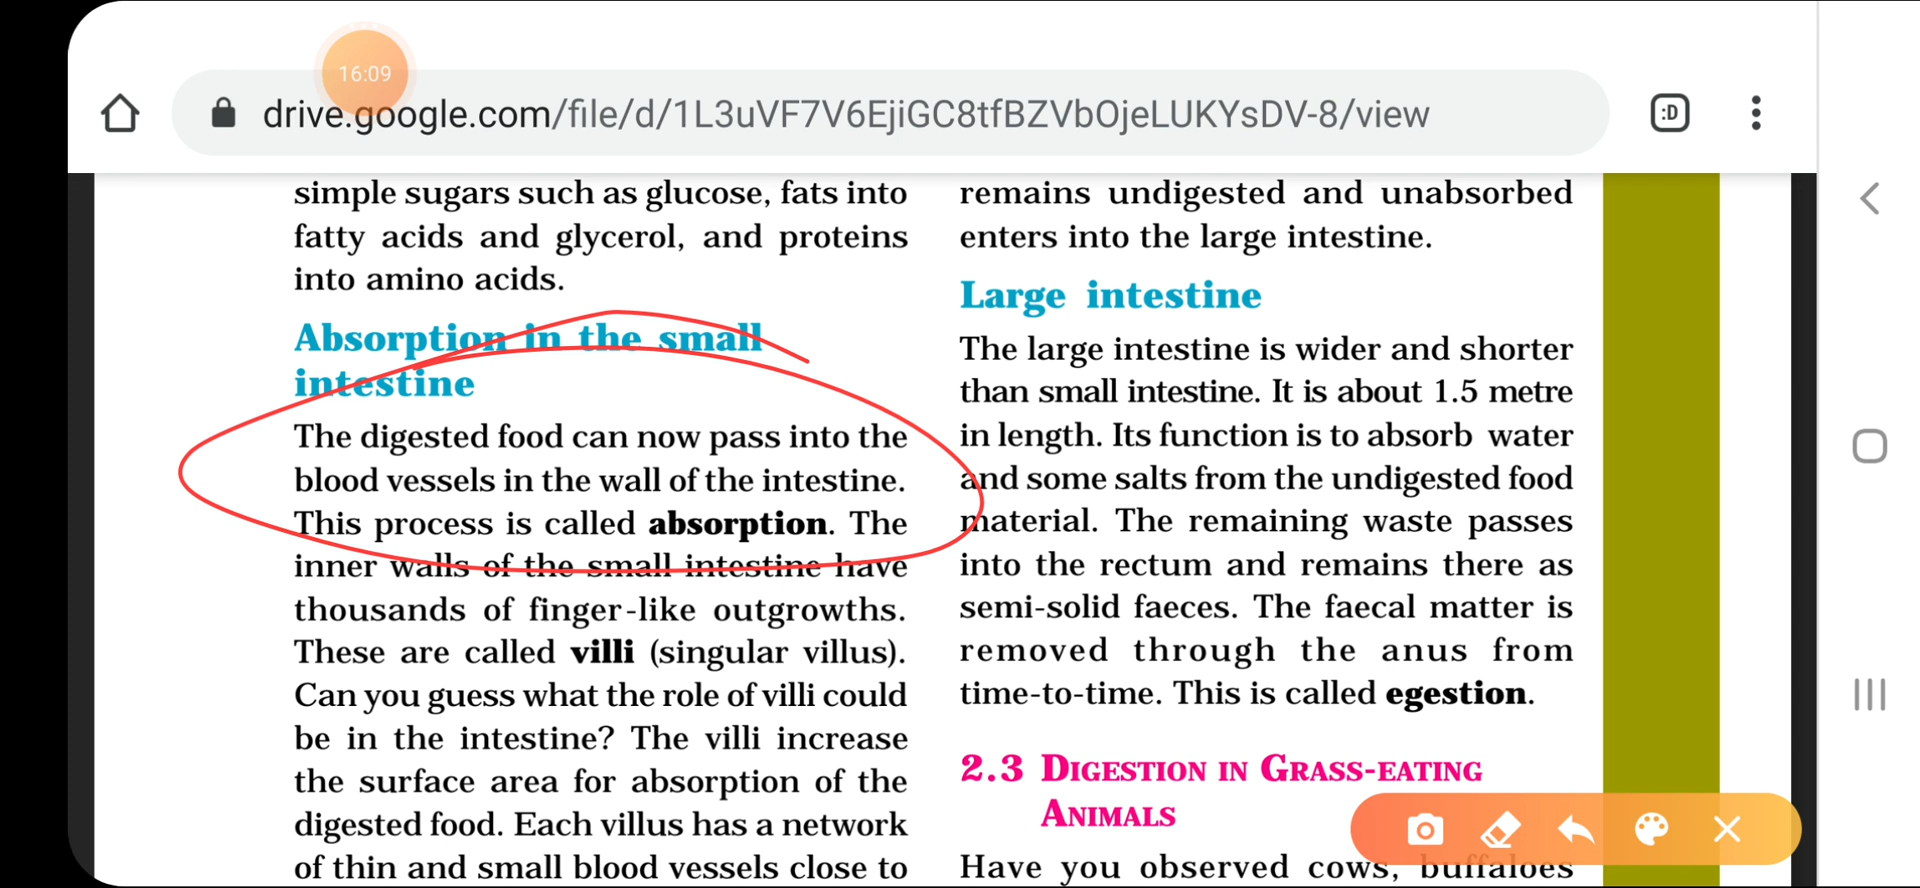 16:09
drive.google.com/file/d/1L3uVF7V6EjiGC8tfBZVbOjeLUKYsDV-8/view
:D
simple sugars such as glucose, fats into
fatty acids and glycerol, and proteins
into amino acids.
Absorption in the small
intestine
The digested food can now pass into the
blood vessels in the wall of the intestine.
This process is called absorption. The
inner walls of the small intestine have
thousands of finger-like outgrowths.
These are called villi (singular villus).
Can you guess what the role of villi could
be in the intestine? The villi increase
the surface area for absorption of the
digested food. Each villus has a network
of thin and small blood vessels close to
remains undigested and unabsorbed
enters into the large intestine.
Large intestine
The large intestine is wider and shorter
than small intestine. It is about 1.5 metre
in length. Its function is to absorb water
and some salts from the undigested food
material. The remaining waste passes
into the rectum and remains there as
semi-solid faeces. The faecal matter is
removed through the anus from
time-to-time. This is called egestion.
2.3 DIGESTION IN GRASS-EATING
ANIMALS
Have you observed cows, buffaloes